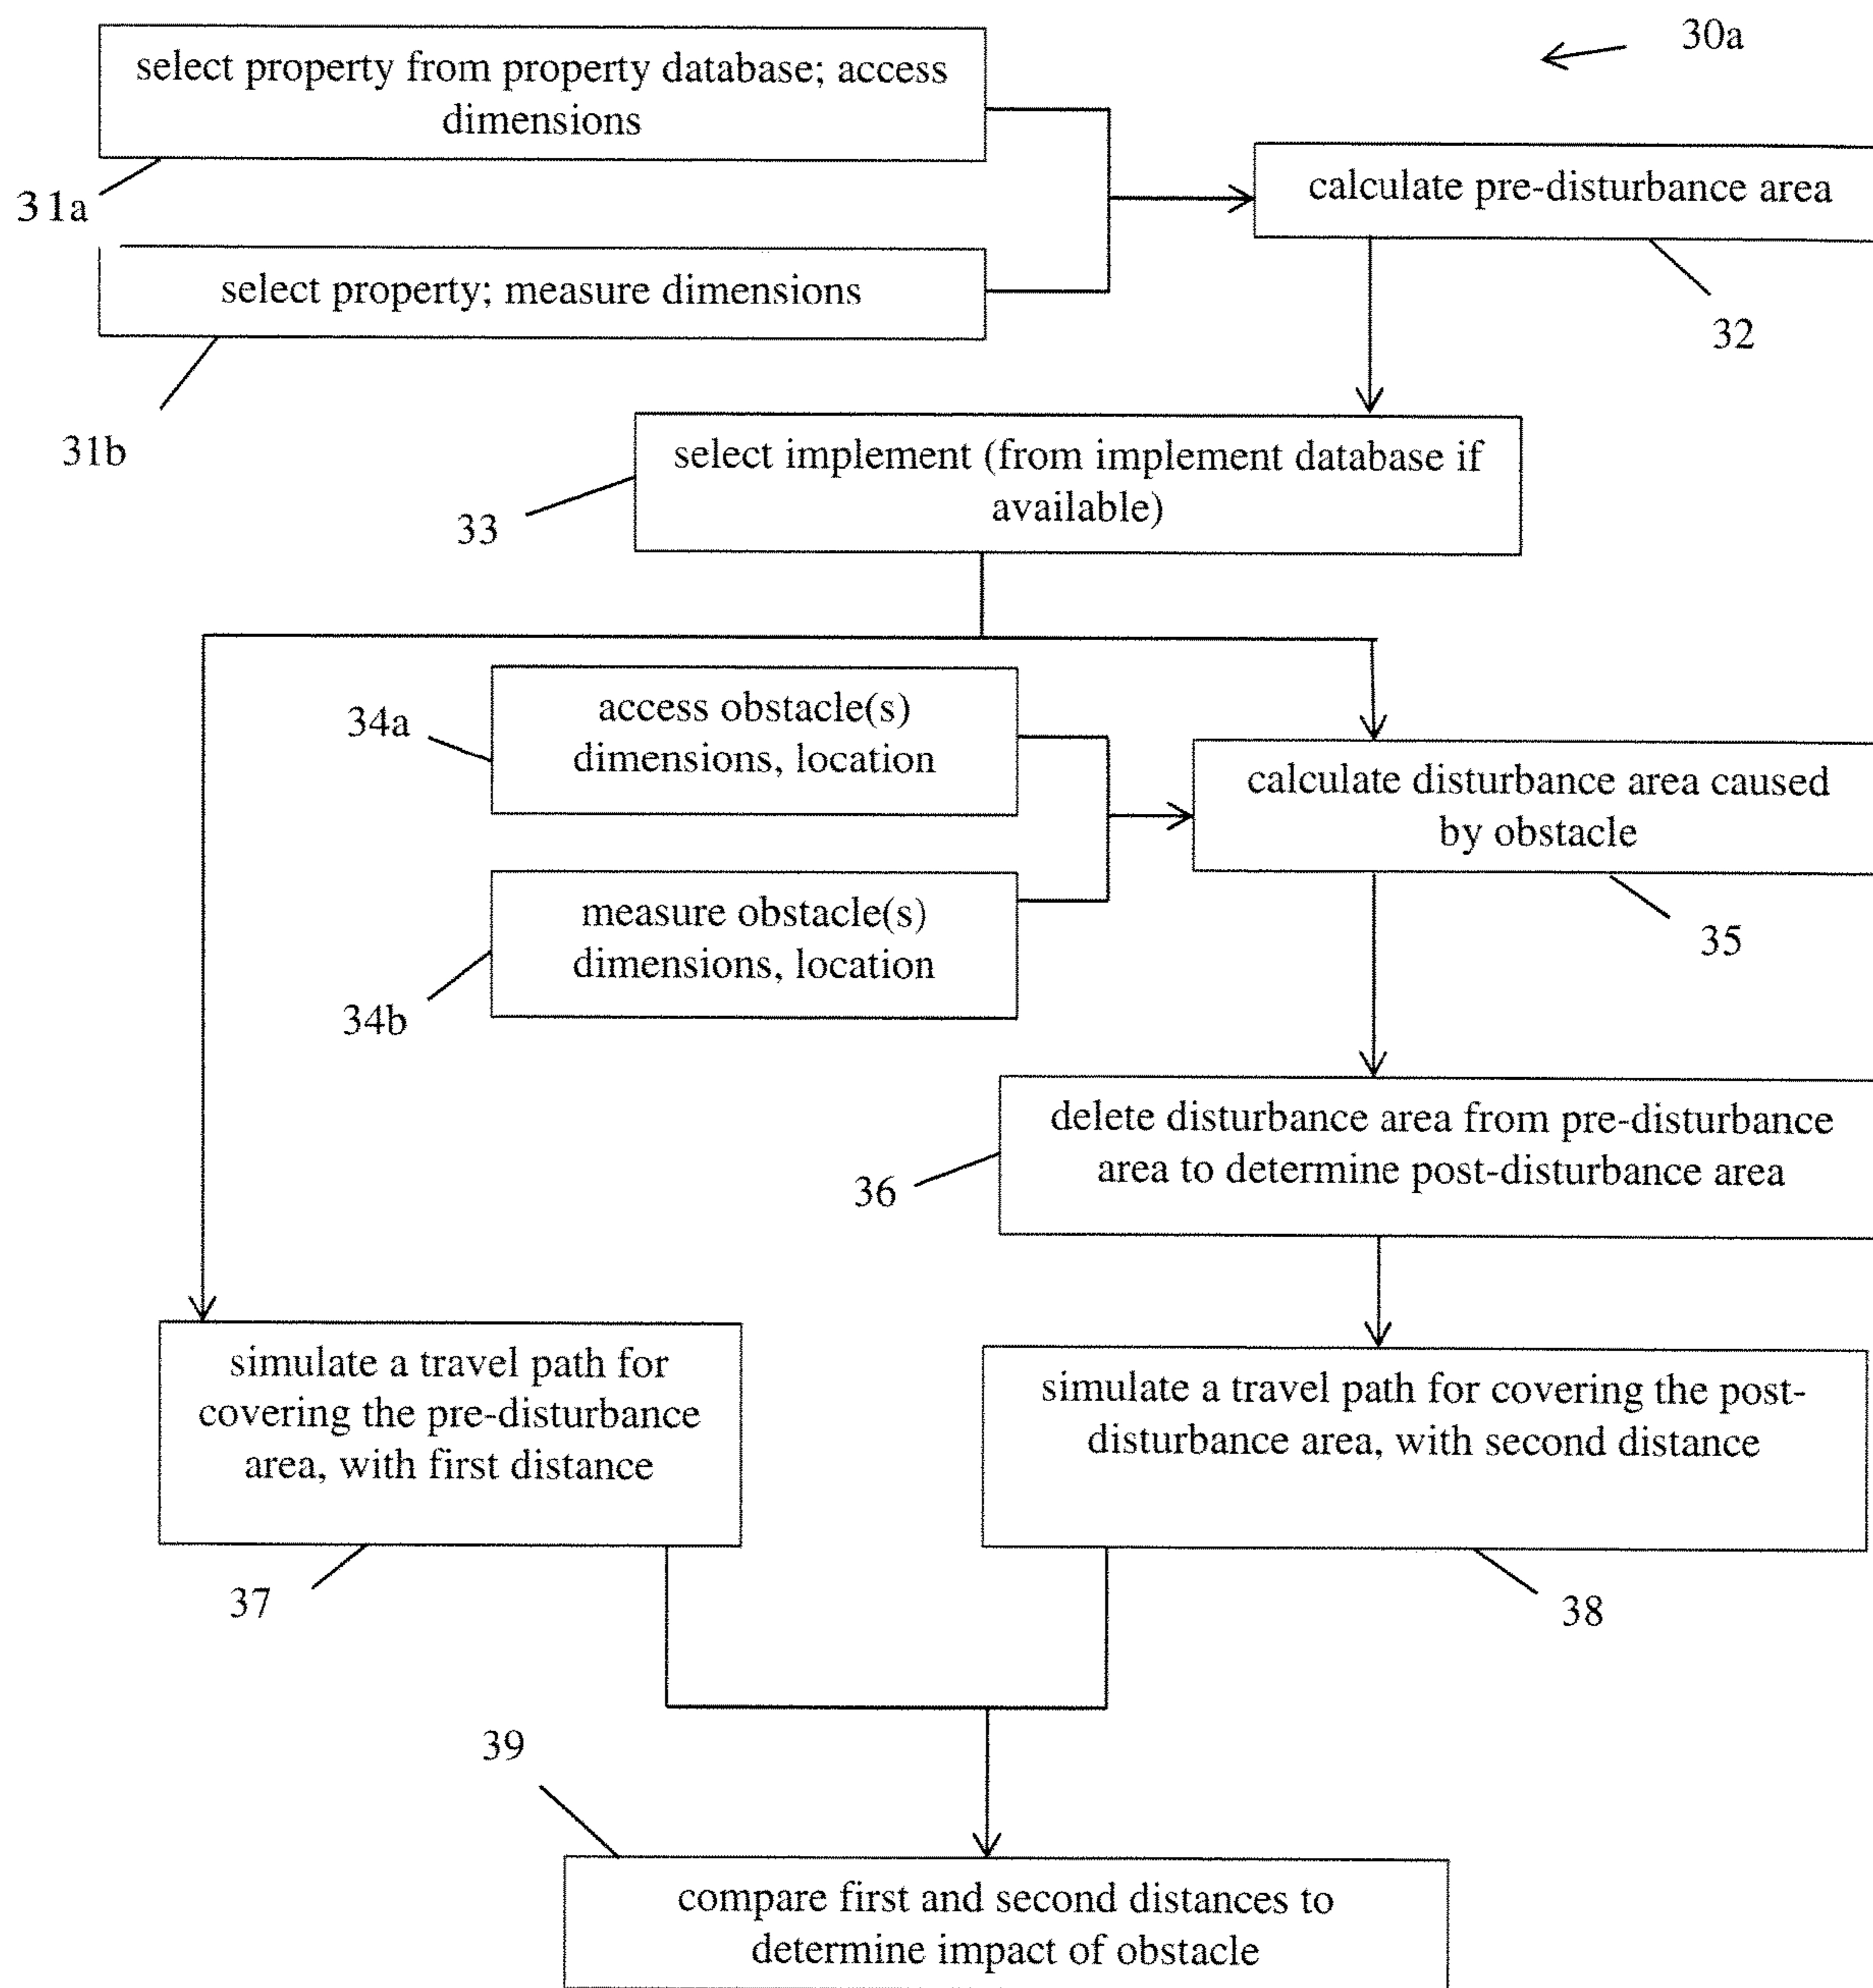 30a
select property from property database; access
dimensions
31a
calculate pre-disturbance area
select property; measure dimensions
32
31b
select implement (from implement database if
available)
33
access obstacle(s)
dimensions, location
34a
calculate disturbance area caused
by obstacle
measure obstacle(s)
dimensions, location
35
34b
delete disturbance area from pre-disturbance
area to determine post-disturbance area
36
simulate a travel path for
covering the pre-disturbance
area, with first distance
simulate a travel path for covering the post-
disturbance area, with second distance
37
38
39
compare first and second distances to
determine impact of obstacle